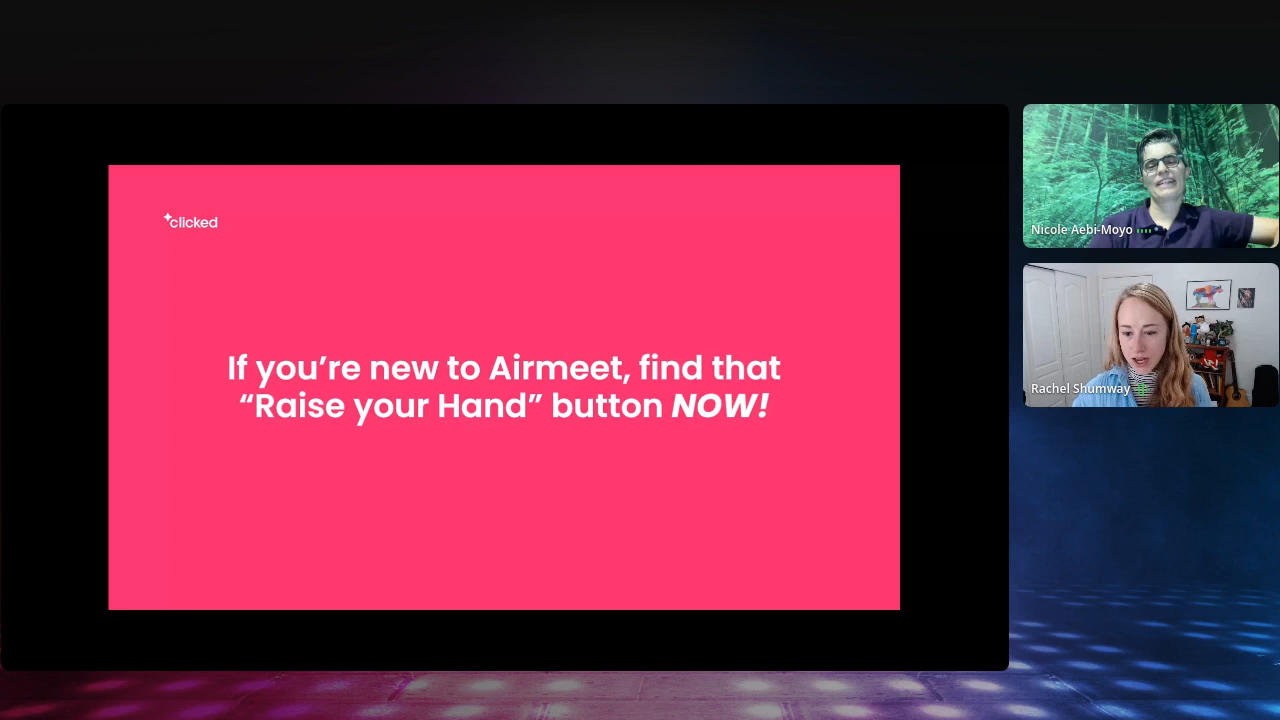 clicked
If you’re new to Airmeet, find that
“Raise your Hand” button NOW!
Nicole Aebi-Moyo
Rachel Shumway